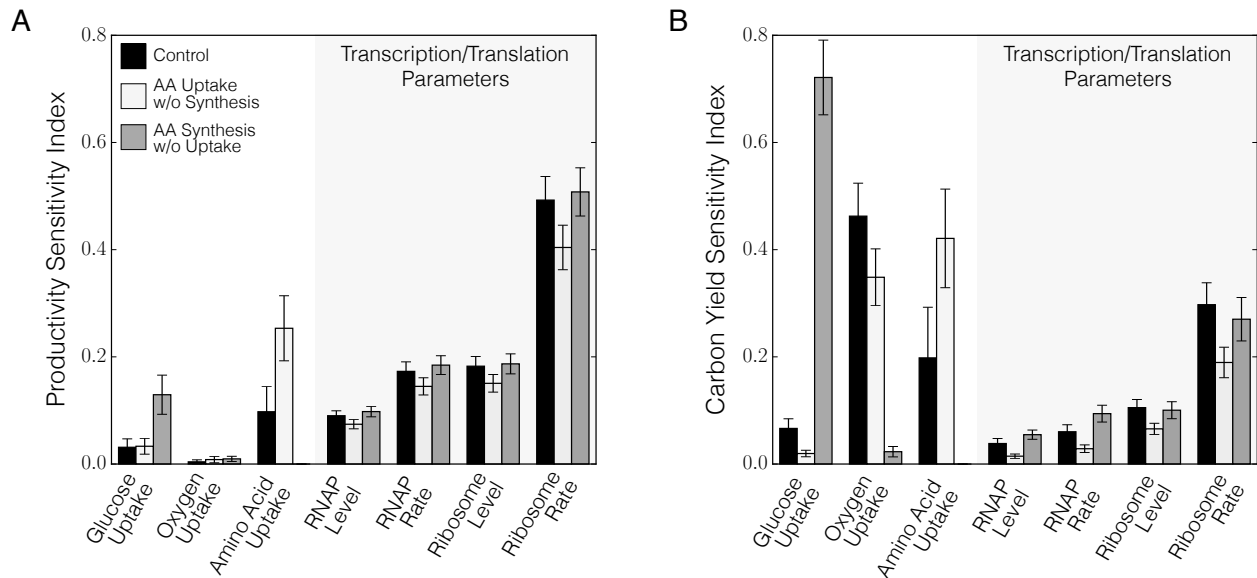 A
Productivity Sensitivity Index
0.8
0.6
0.4
0.2
0.0
Control
AA Uptake
w/o Synthesis
AA Synthesis
w/o Uptake
Transcription/Translation
Parameters
Glucose
Uptake
Oxygen
Uptake
Amino Acid
Uptake
RNAP
Level
RNAP
Rate
Ribosome
Level
Ribosome
Rate
B
Carbon Yield Sensitivity Index
0.8
0.6
0.4
0.2
0.0
Transcription/Translation
Parameters
Glucose
Uptake
Oxygen
Uptake
Amino Acid
Uptake
RNAP
Level
RNAP
Rate
Ribosome
Level
Ribosome
Rate